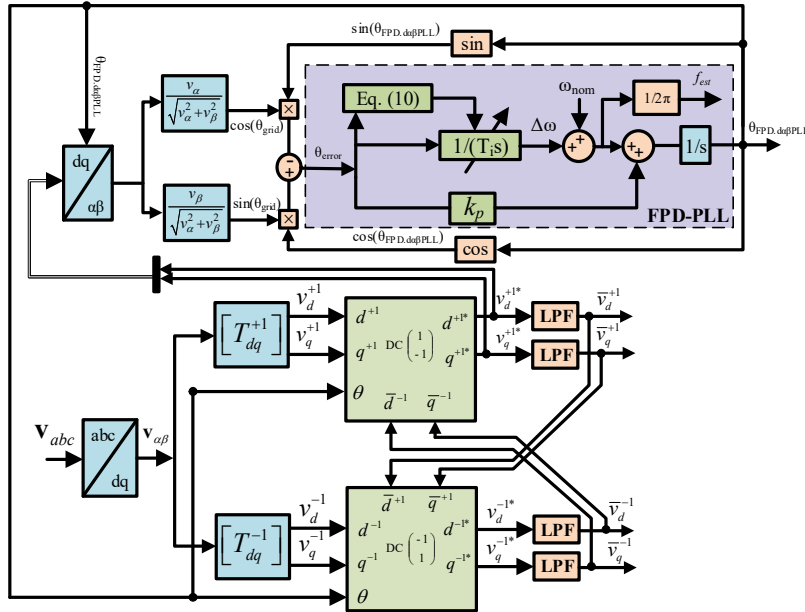 sin(θFPD.dαβPLL)
sin
θFPD.dαβPLL
vα
√vα²+vβ²
cos(θgrid)
×
Eq. (10)
ωnom
1/2π
fest
dq
αβ
-
+
θerror
1/(Tis)
Δω
+
+
+
+
1/s
θFPD.dαβPLL
vβ
√vα²+vβ²
sin(θgrid)
×
kp
FPD-PLL
cos(θFPD.dαβPLL)
cos
[Tdq+1]
vd+1
vq+1
d+1
q+1
DC(1 -1)
d+1*
q+1*
θ
d̅-1
q̅-1
vd+1*
vq+1*
LPF
LPF
v̅d+1
v̅q+1
vabc
abc
dq
vαβ
[Tdq-1]
vd-1
vq-1
d̅+1
q̅+1
d-1
q-1
DC(-1 1)
d-1*
q-1*
θ
vd-1*
vq-1*
LPF
LPF
v̅d-1
v̅q-1